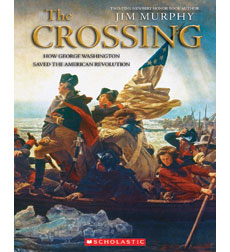 TWO-TIME NEWBERY HONOR BOOK AUTHOR
The
JIM MURPHY
CROSSING
HOW GEORGE WASHINGTON
SAVED THE AMERICAN REVOLUTION
SCHOLASTIC